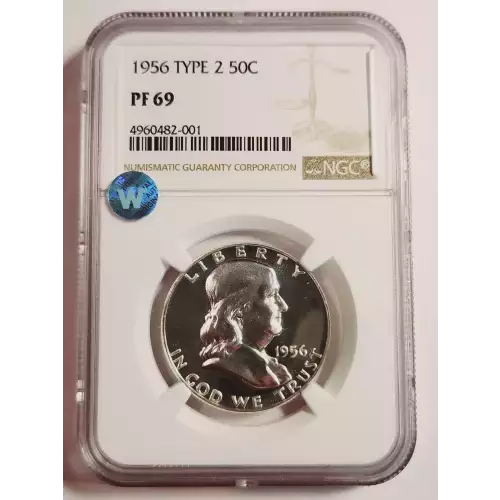 1956 TYPE 2 50C
PF 69
4960482-001
NUMISMATIC GUARANTY CORPORATION
NGC®
W
LIBERTY
1956
IN GOD WE TRUST